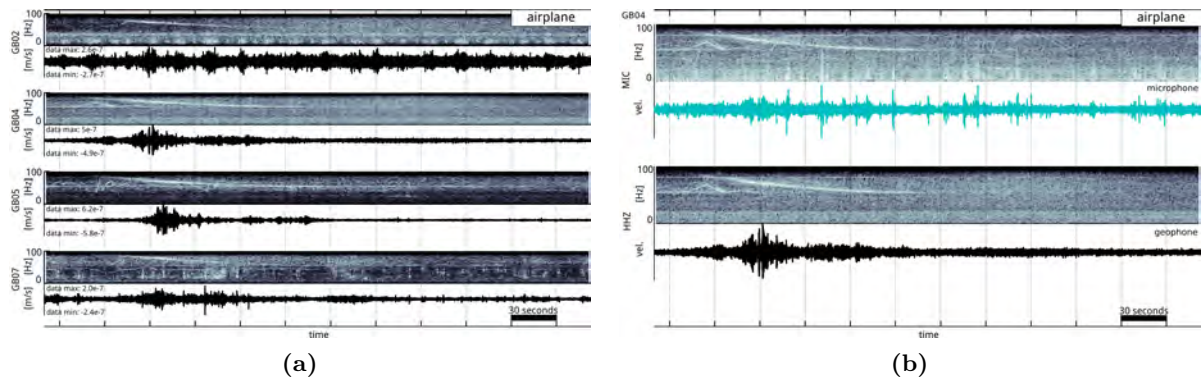 airplane
GB02
[Hz]
100
0
[m/s]
data max: 2.6e-7
data min: -2.7e-7
GB04
[Hz]
100
0
[m/s]
data max: 5e-7
data min: -4.9e-7
GB05
[Hz]
100
0
[m/s]
data max: 6.2e-7
data min: -5.8e-7
GB07
[Hz]
100
0
[m/s]
data max: 2.0e-7
data min: -2.4e-7
30 seconds
time
(a)
GB04
airplane
MIC
[Hz]
100
0
vel.
microphone
HHZ
[Hz]
100
0
vel.
geophone
30 seconds
time
(b)